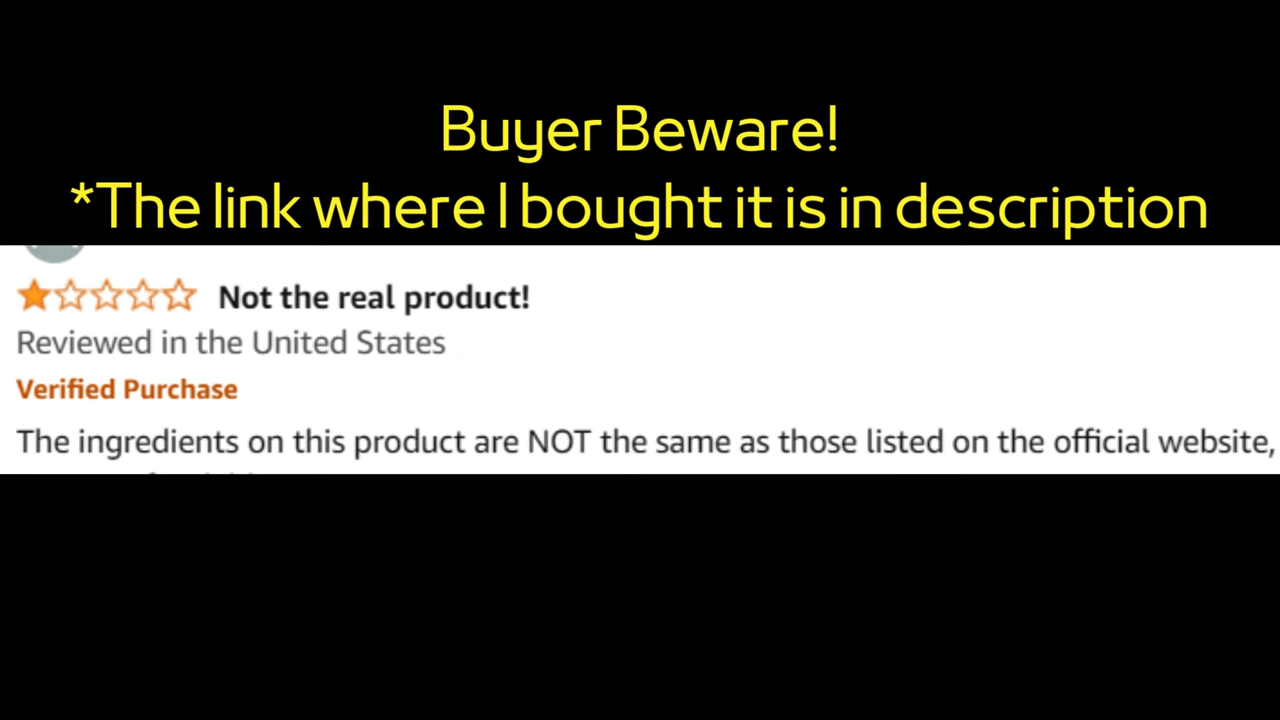 Buyer Beware!
*The link where I bought it is in description
Not the real product!
Reviewed in the United States
Verified Purchase
The ingredients on this product are NOT the same as those listed on the official website,